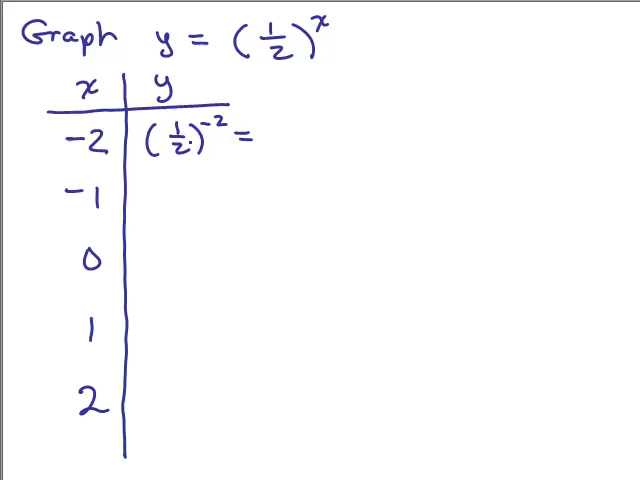 Graph y = (1/2)^x
x y
-2 (1/2)^-2 =
-1
0
1
2